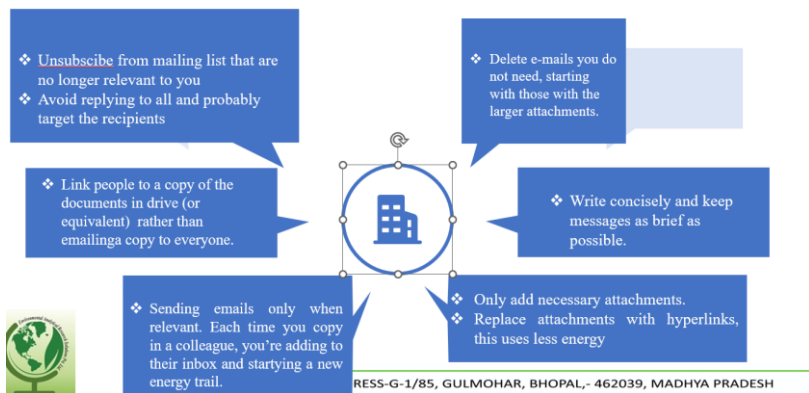 ❖ Unsubscibe from mailing list that are
no longer relevant to you
❖ Avoid replying to all and probably
target the recipients
❖ Delete e-mails you do
not need, starting
with those with the
larger attachments.
❖ Link people to a copy of the
documents in drive (or
equivalent) rather than
emailinga copy to everyone.
❖ Write concisely and keep
messages as brief as
possible.
❖ Sending emails only when
relevant. Each time you copy
in a colleague, you're adding to
their inbox and startying a new
energy trail.
❖ Only add necessary attachments.
❖ Replace attachments with hyperlinks,
this uses less energy
RESS-G-1/85, GULMOHAR, BHOPAL,- 462039, MADHYA PRADESH